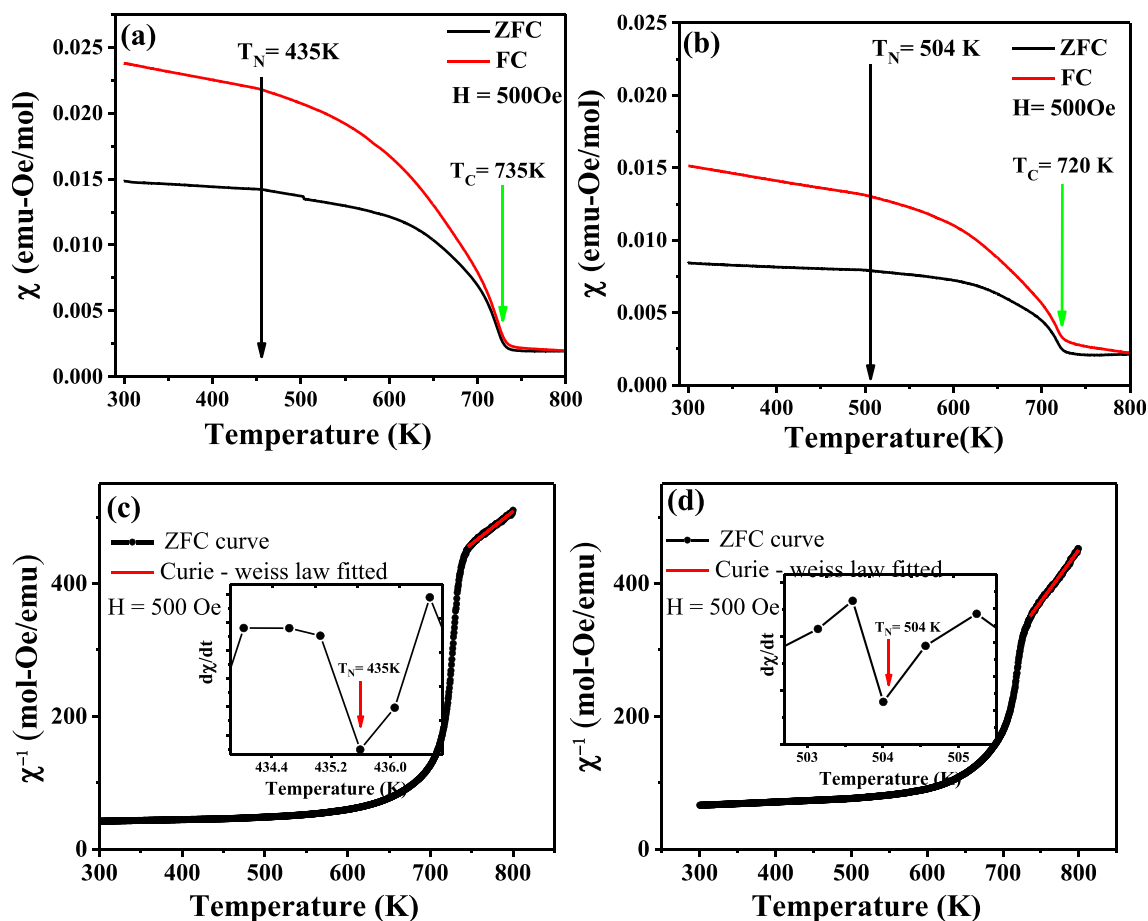 (a)
T_N= 435K
ZFC
FC
H = 500Oe
T_C= 735K
χ (emu-Oe/mol)
0.025
0.020
0.015
0.010
0.005
0.000
300 400 500 600 700 800
Temperature (K)
(b)
T_N= 504 K
ZFC
FC
H= 500Oe
T_C= 720 K
χ (emu-Oe/mol)
0.025
0.020
0.015
0.010
0.005
0.000
300 400 500 600 700 800
Temperature(K)
(c)
ZFC curve
Curie - weiss law fitted
H = 500 Oe
χ⁻¹ (mol-Oe/emu)
400
200
0
dχ/dt
T_N= 435K
434.4 435.2 436.0
Temperature (K)
300 400 500 600 700 800
Temperature (K)
(d)
ZFC curve
Curie - weiss law fitted
H = 500 Oe
χ⁻¹ (mol-Oe/emu)
400
200
0
dχ/dt
T_N= 504 K
503 504 505
Temperature (K)
300 400 500 600 700 800
Temperature (K)